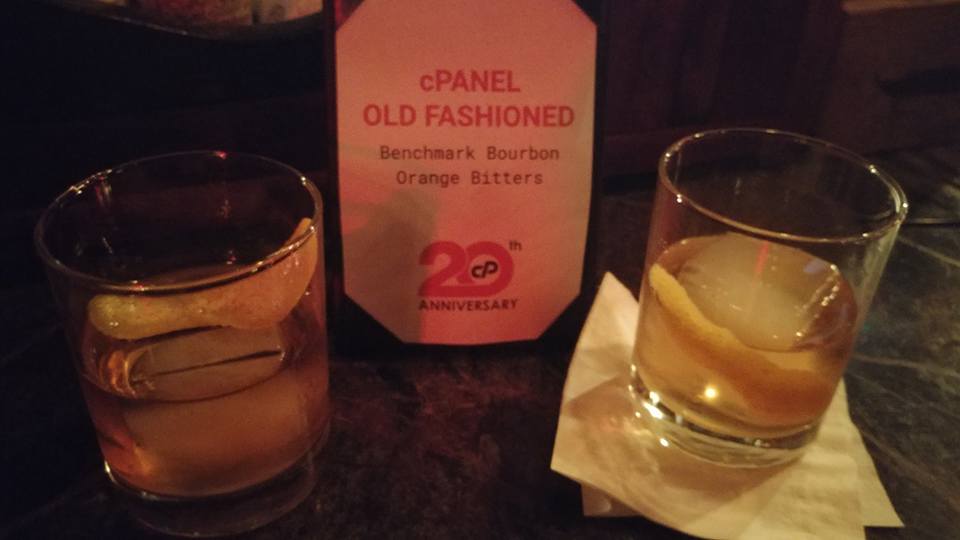 cPANEL
OLD FASHIONED
Benchmark Bourbon
Orange Bitters
20th
cP
ANNIVERSARY